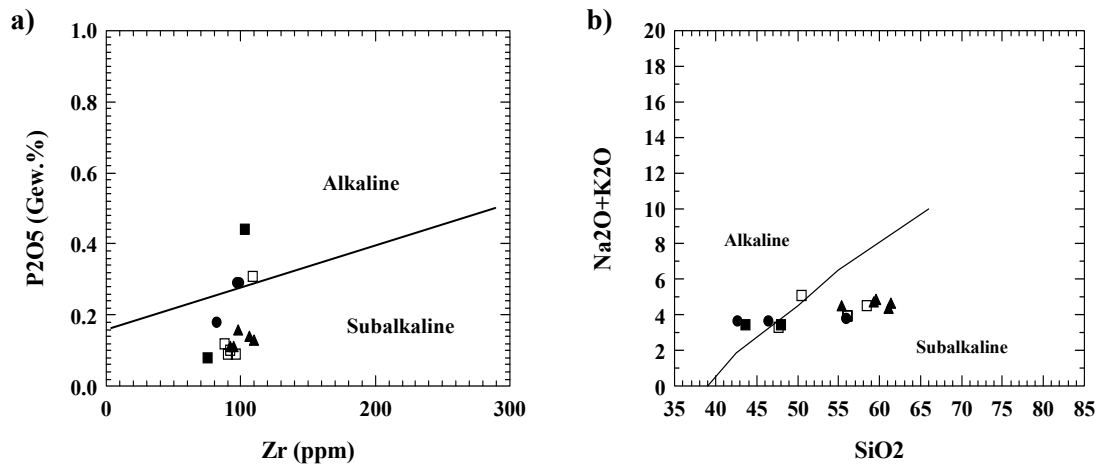 a)
P2O5 (Gew.%)
1.0
0.8
0.6
0.4
0.2
0.0
Alkaline
Subalkaline
0 100 200 300
Zr (ppm)
b)
Na2O+K2O
20
18
16
14
12
10
8
6
4
2
0
Alkaline
Subalkaline
35 40 45 50 55 60 65 70 75 80 85
SiO2